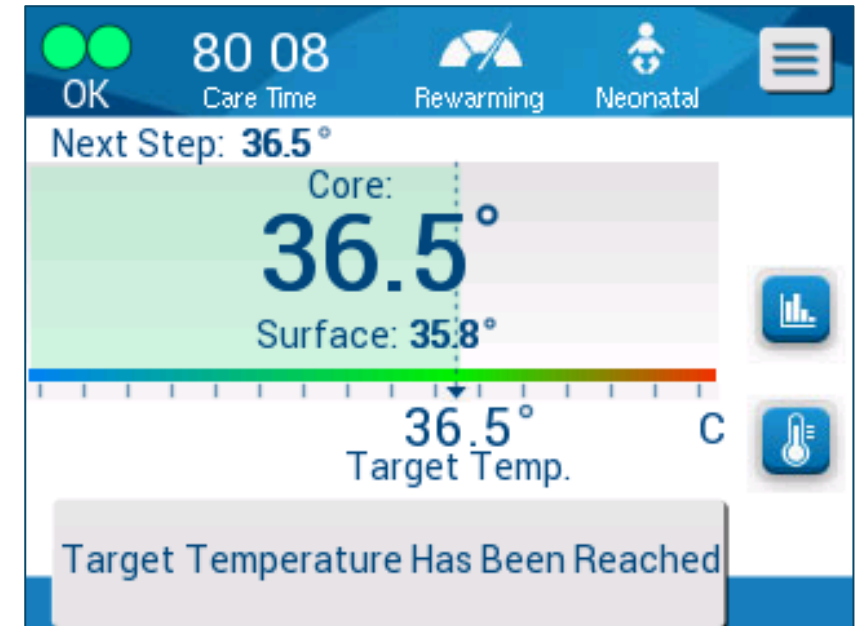 80 08
OK Care Time Rewarming Neonatal
Next Step: 36.5°
Core:
36.5°
Surface: 35.8°
36.5° C
Target Temp.
Target Temperature Has Been Reached